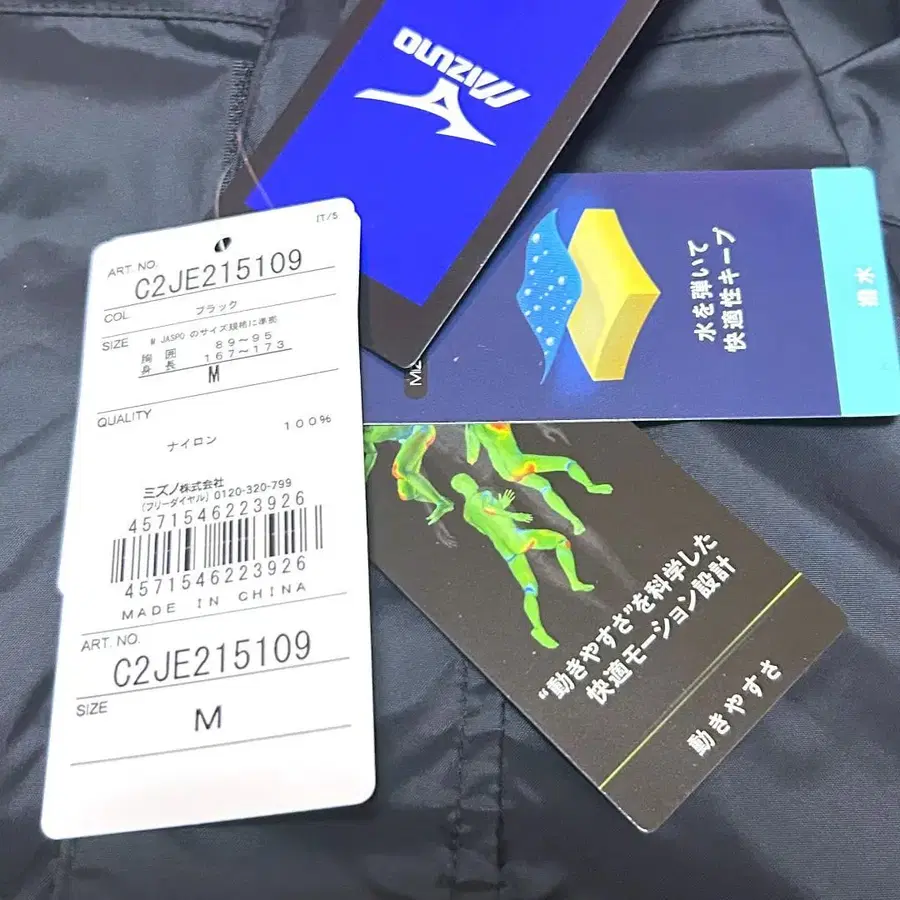 MIZUNO
IT/5
ART. NO.
C2JE215109
COL
ブラック
SIZE
M JASPO のサイズ規格に準拠
胸囲 89～95
身長 167～173
M
QUALITY
ナイロン 100%
ミズノ株式会社
(フリーダイヤル)0120-320-799
4571546223926
4571546223926
MADE IN CHINA
ART. NO.
C2JE215109
SIZE
M
水を弾いて
快適性キープ
撥水
"動きやすさ"を科学した
快適モーション設計
動きやすさ